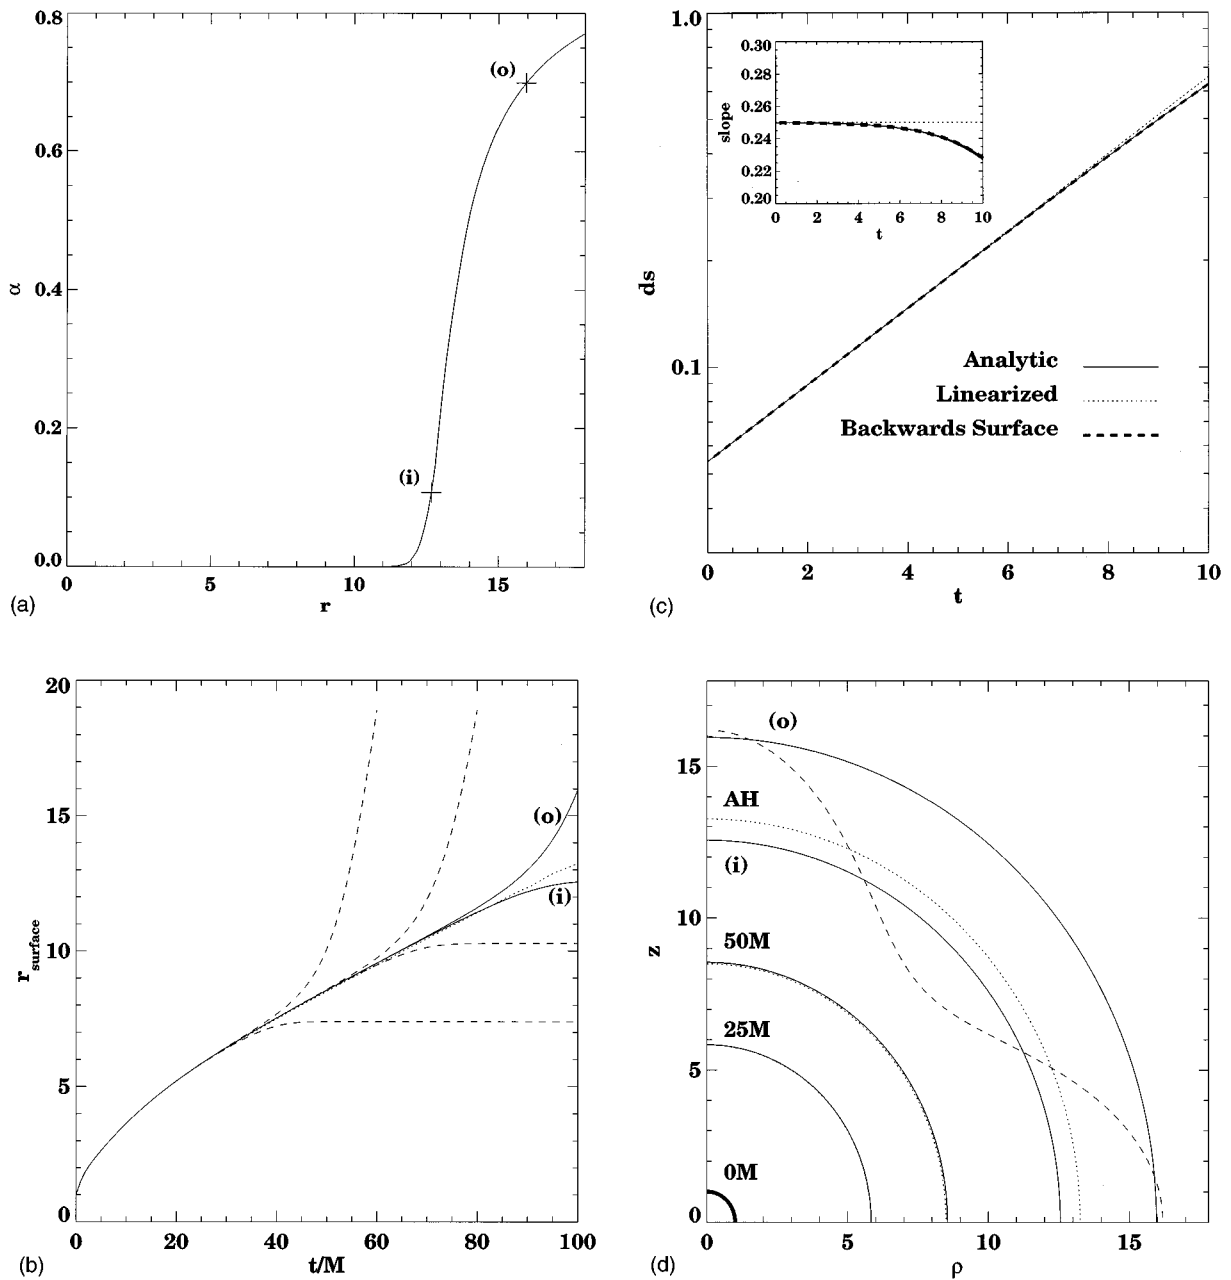 0.8
0.6
0.4
0.2
0.0
α
(o)
(i)
0 5 10 15
r
(a)
1.0
0.1
ds
0.30
0.28
0.26
0.24
0.22
0.20
slope
0 2 4 6 8 10
t
Analytic
Linearized
Backwards Surface
0 2 4 6 8 10
t
(c)
20
15
10
5
0
r surface
(o)
(i)
0 20 40 60 80 100
t/M
(b)
15
10
5
0
z
(o)
AH
(i)
50M
25M
0M
0 5 10 15
ρ
(d)